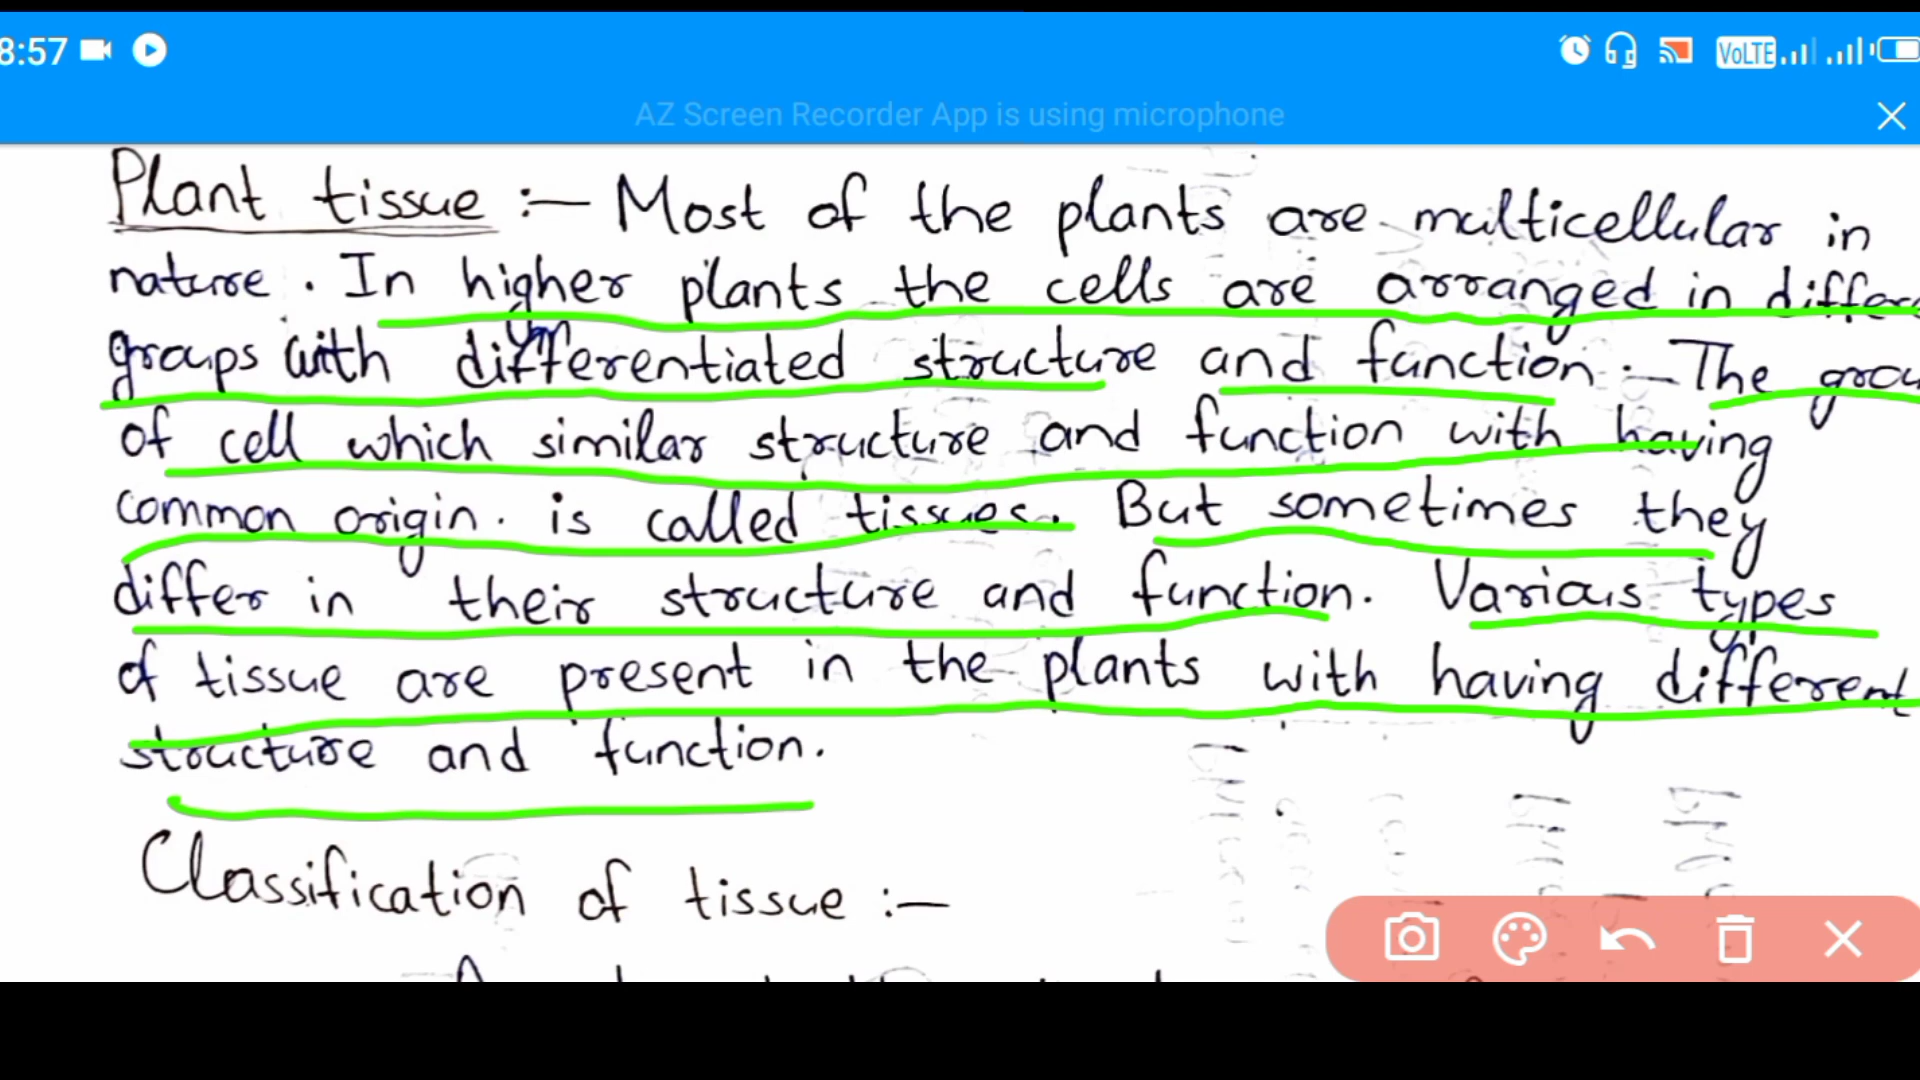 8:57
VoLTE
AZ Screen Recorder App is using microphone
Plant tissue :- Most of the plants are multicellular in
nature. In higher plants the cells are arranged in
groups with differentiated structure and function. The
of cell which similar structure and function with having
common origin. is called tissues. But sometimes they
differ in their structure and function. Various types
of tissue are present in the plants with having different
structure and function.
Classification of tissue :-